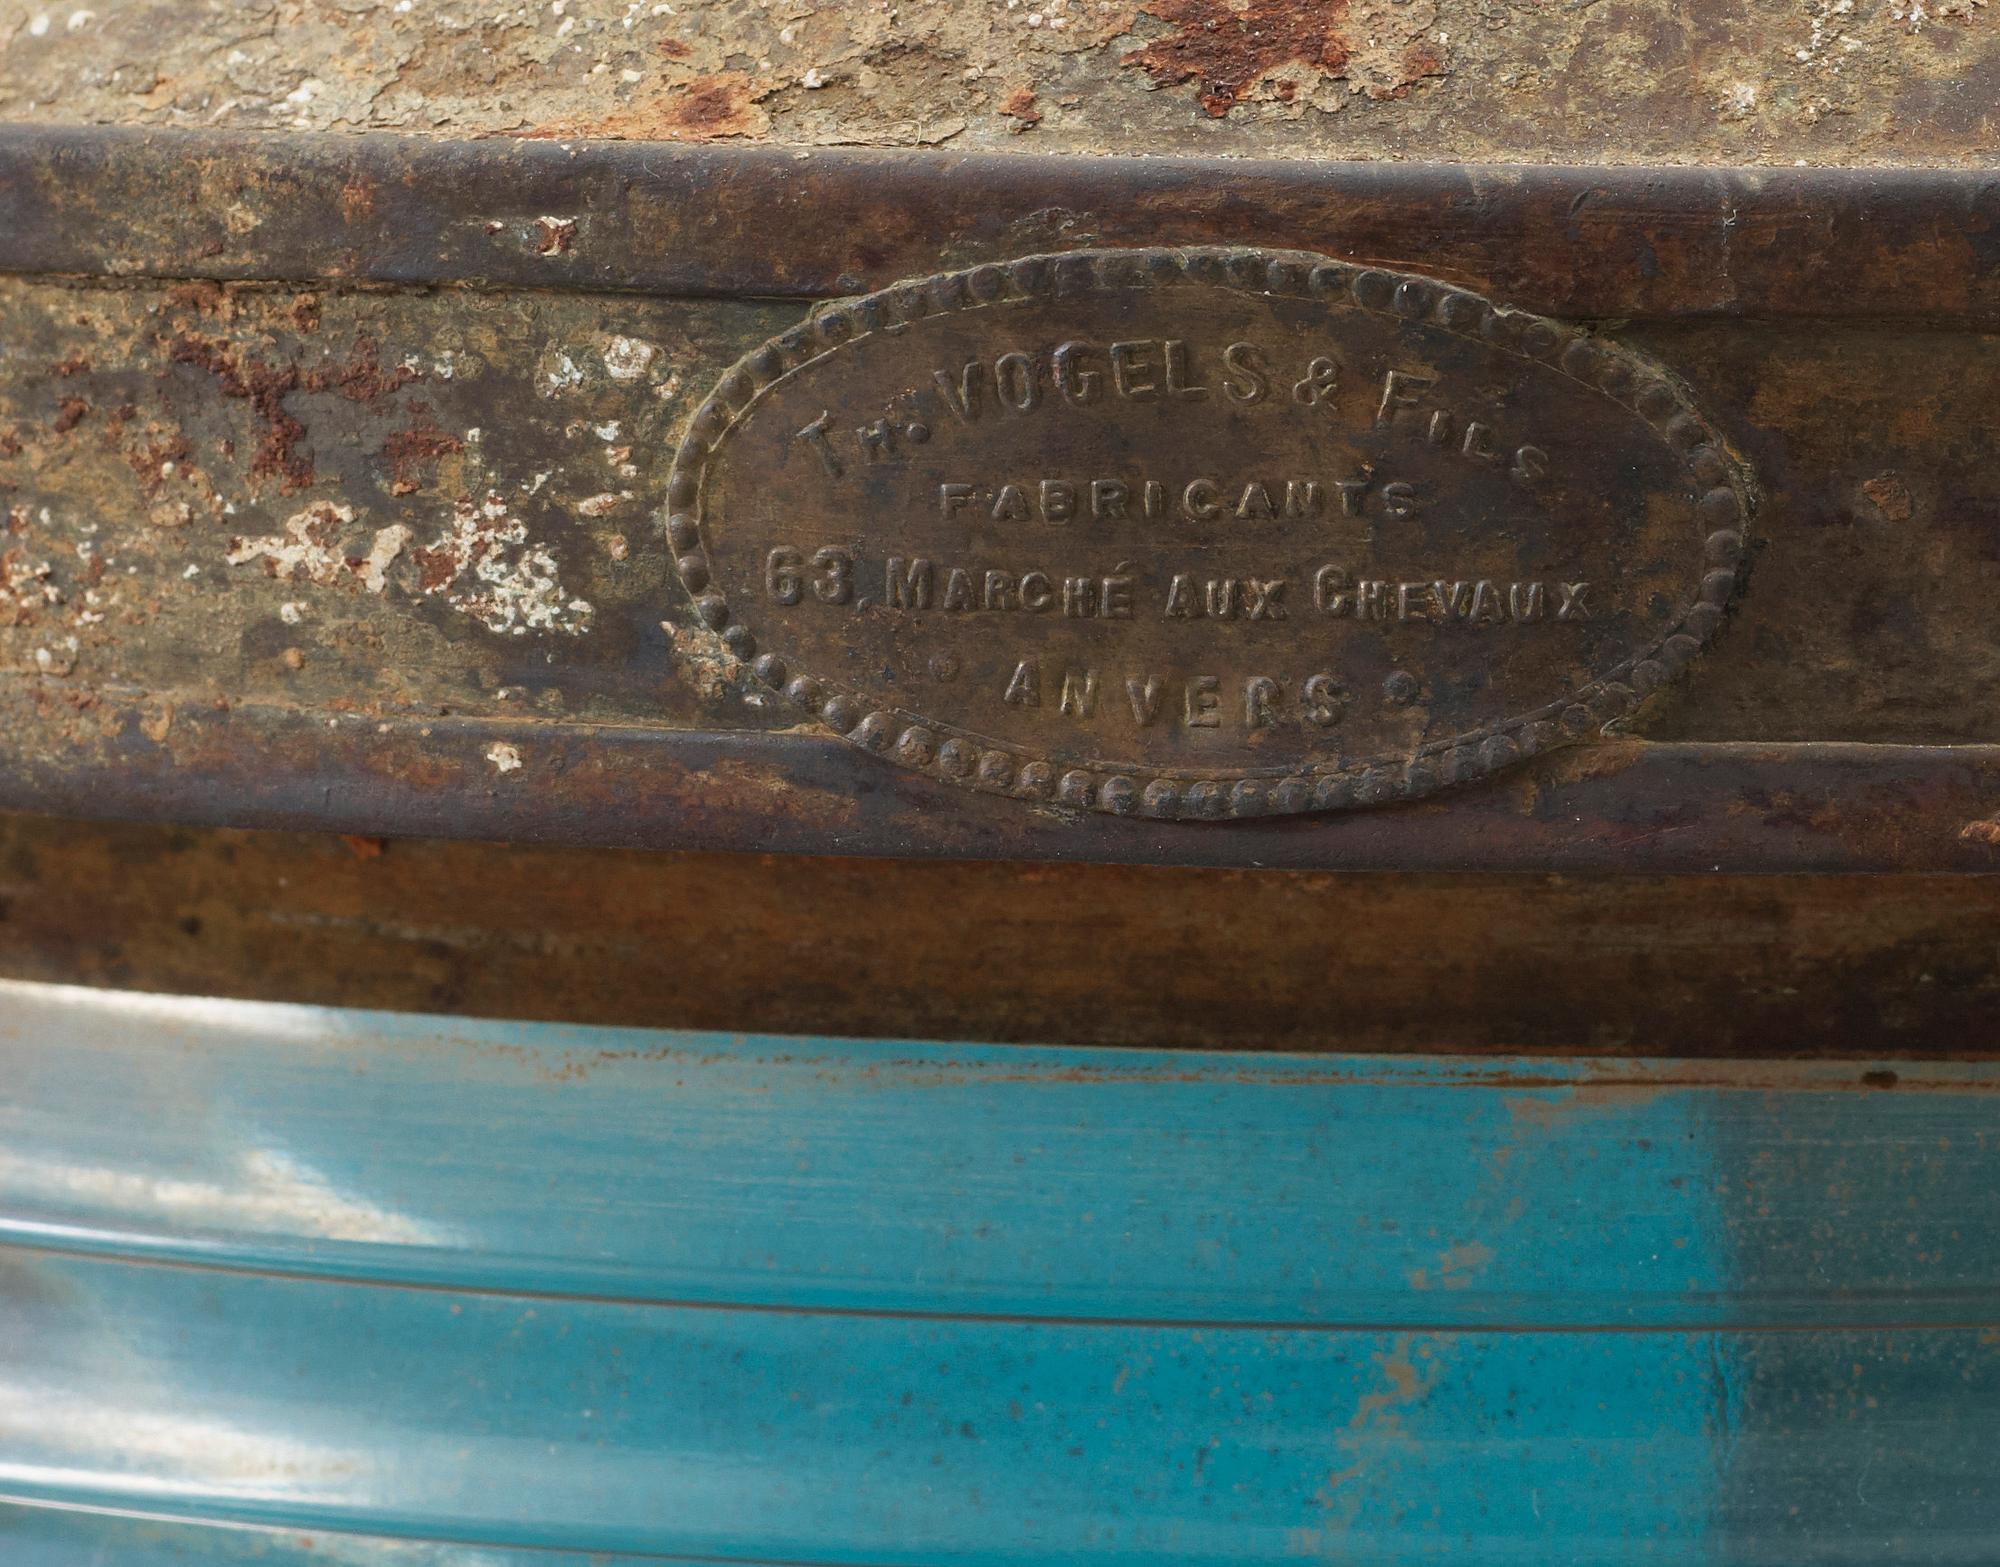 TH. VOGELS & FILS
FABRICANTS
63, MARCHÉ AUX CHEVAUX
ANVERS